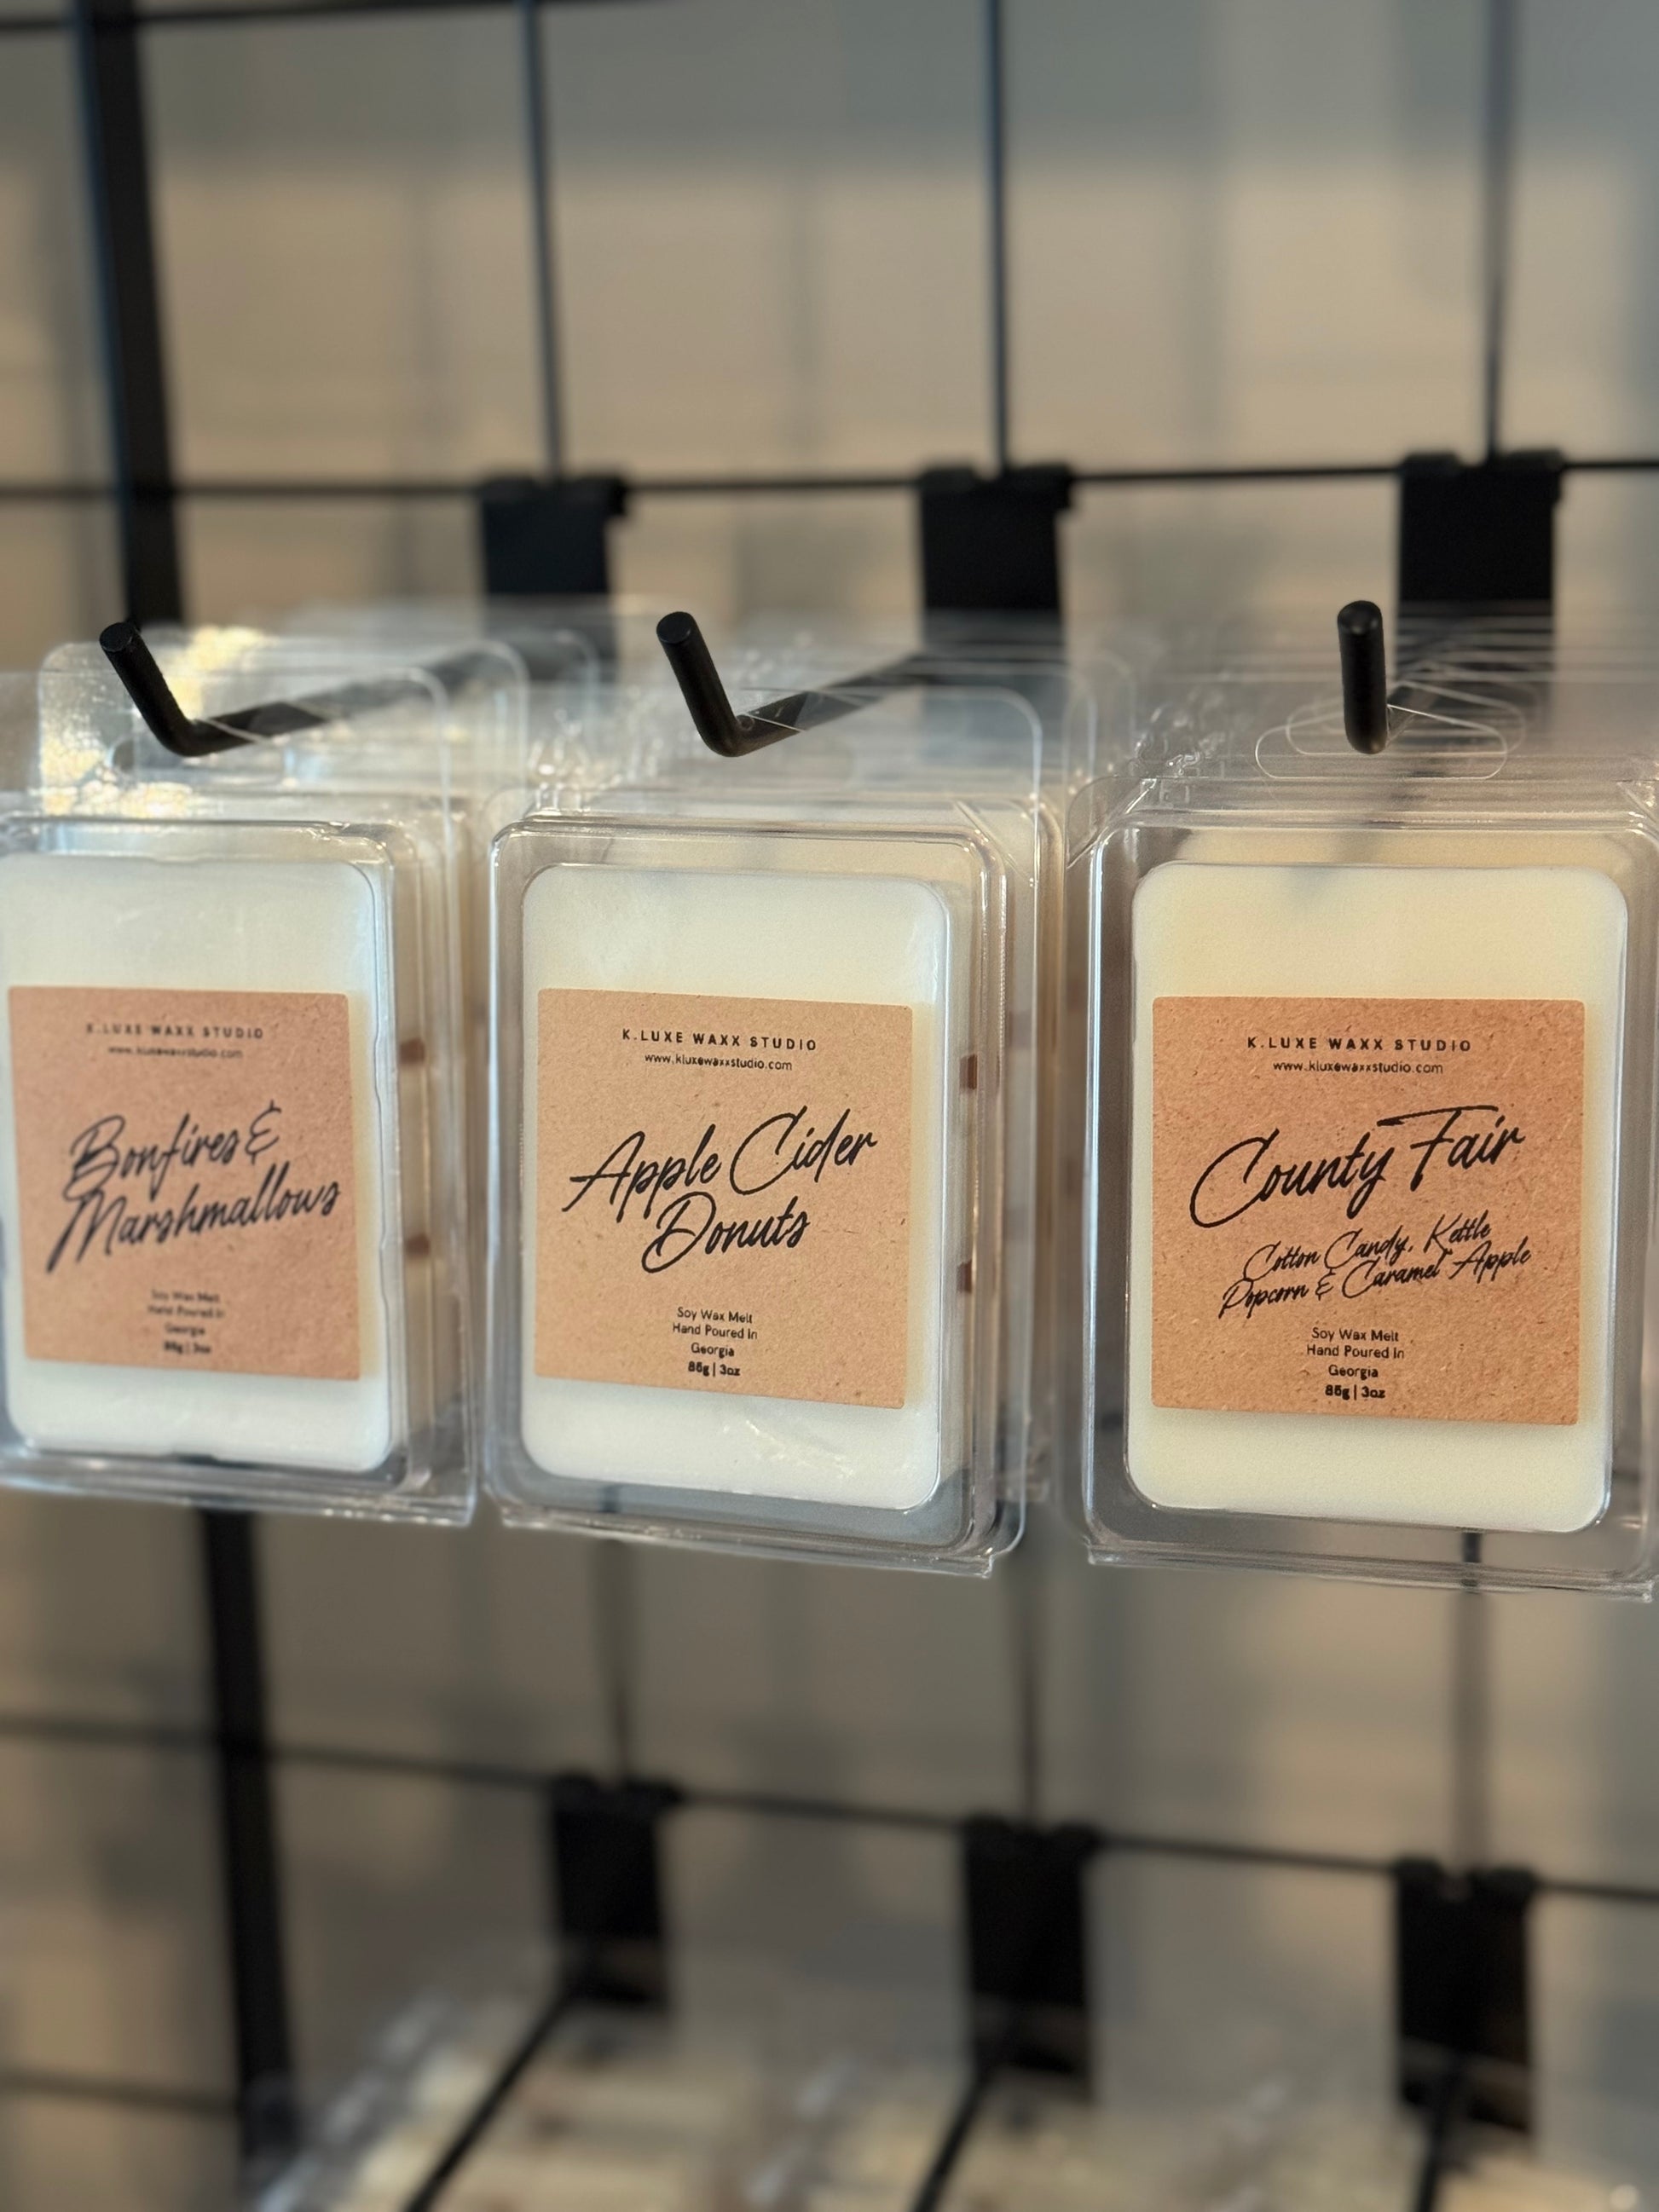 K.LUXE WAXX STUDIO
www.kluxewaxxstudio.com
Bonfires &
Marshmallows
Soy Wax Melt
Hand Poured In
Georgia
85g | 3oz
K.LUXE WAXX STUDIO
www.kluxewaxxstudio.com
Apple Cider
Donuts
Soy Wax Melt
Hand Poured In
Georgia
85g | 3oz
K.LUXE WAXX STUDIO
www.kluxewaxxstudio.com
County Fair
Cotton Candy, Kettle
Popcorn & Caramel Apple
Soy Wax Melt
Hand Poured In
Georgia
85g | 3oz